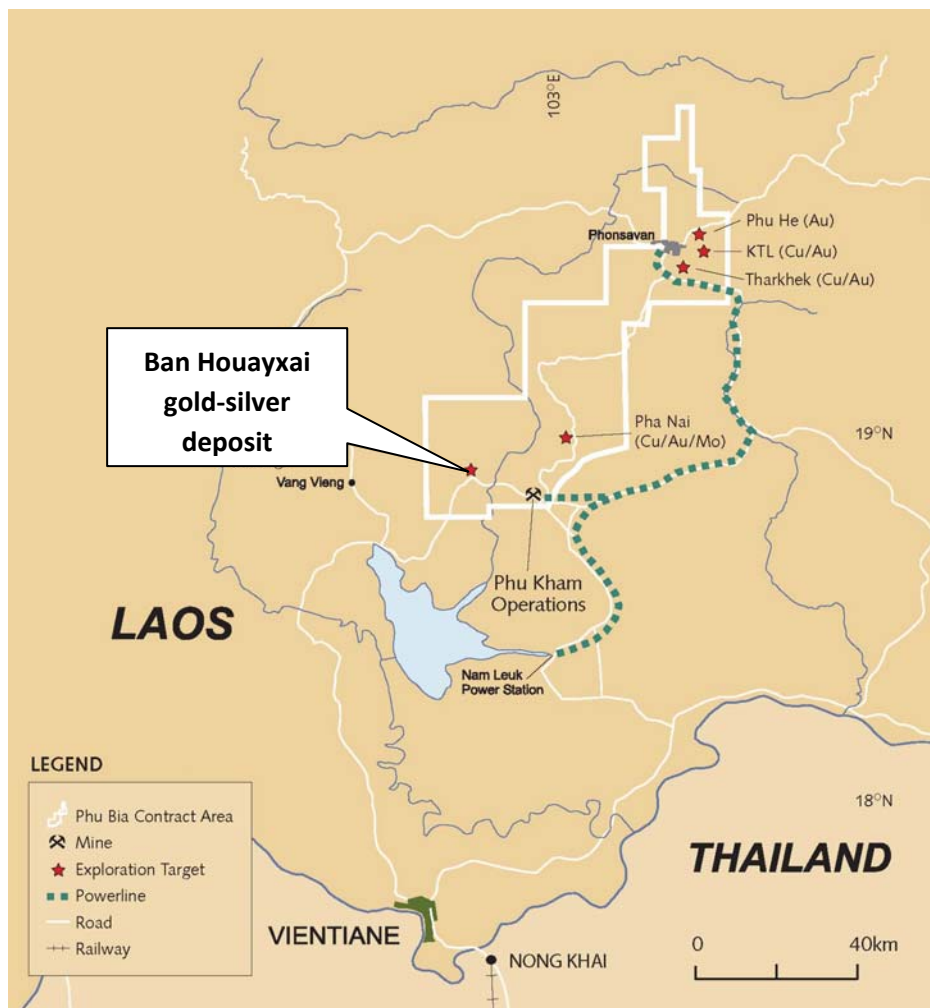 103°E
Phonsavan
Phu He (Au)
KTL (Cu/Au)
Tharkhek (Cu/Au)
Ban Houayxai
gold-silver
deposit
Pha Nai
(Cu/Au/Mo)
19°N
Vang Vieng
Phu Kham
Operations
LAOS
Nam Leuk
Power Station
LEGEND
Phu Bia Contract Area
Mine
Exploration Target
Powerline
Road
Railway
18°N
THAILAND
VIENTIANE
NONG KHAI
0 40km